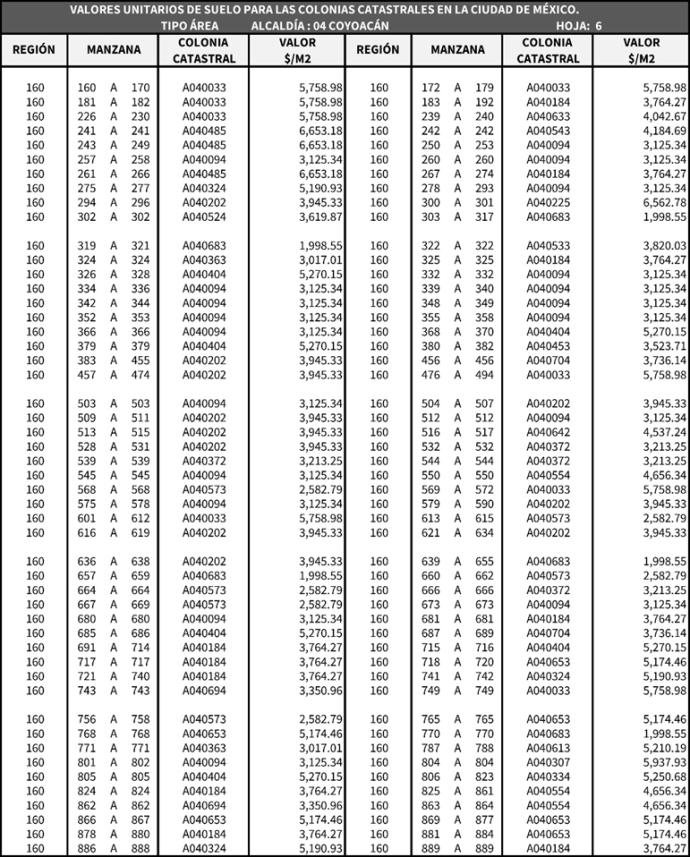 VALORES UNITARIOS DE SUELO PARA LAS COLONIAS CATASTRALES EN LA CIUDAD DE MÉXICO.
TIPO ÁREA ALCALDÍA : 04 COYOACÁN HOJA: 6
REGIÓN MANZANA COLONIA CATASTRAL VALOR $/M2 REGIÓN MANZANA COLONIA CATASTRAL VALOR $/M2
160 160 A 170 A040033 5,758.98 160 172 A 179 A040033 5,758.98
160 181 A 182 A040033 5,758.98 160 183 A 192 A040184 3,764.27
160 226 A 230 A040033 5,758.98 160 239 A 240 A040633 4,042.67
160 241 A 241 A040485 6,653.18 160 242 A 242 A040543 4,184.69
160 243 A 249 A040485 6,653.18 160 250 A 253 A040094 3,125.34
160 257 A 258 A040094 3,125.34 160 260 A 260 A040094 3,125.34
160 261 A 266 A040485 6,653.18 160 267 A 274 A040184 3,764.27
160 275 A 277 A040324 5,190.93 160 278 A 293 A040094 3,125.34
160 294 A 296 A040202 3,945.33 160 300 A 301 A040225 6,562.78
160 302 A 302 A040524 3,619.87 160 303 A 317 A040683 1,998.55
160 319 A 321 A040683 1,998.55 160 322 A 322 A040533 3,820.03
160 324 A 324 A040363 3,017.01 160 325 A 325 A040184 3,764.27
160 326 A 328 A040404 5,270.15 160 332 A 332 A040094 3,125.34
160 334 A 336 A040094 3,125.34 160 339 A 340 A040094 3,125.34
160 342 A 344 A040094 3,125.34 160 348 A 349 A040094 3,125.34
160 352 A 353 A040094 3,125.34 160 355 A 358 A040094 3,125.34
160 366 A 366 A040094 3,125.34 160 368 A 370 A040404 5,270.15
160 379 A 379 A040404 5,270.15 160 380 A 382 A040453 3,523.71
160 383 A 455 A040202 3,945.33 160 456 A 456 A040704 3,736.14
160 457 A 474 A040202 3,945.33 160 476 A 494 A040033 5,758.98
160 503 A 503 A040094 3,125.34 160 504 A 507 A040202 3,945.33
160 509 A 511 A040202 3,945.33 160 512 A 512 A040094 3,125.34
160 513 A 515 A040202 3,945.33 160 516 A 517 A040642 4,537.24
160 528 A 531 A040202 3,945.33 160 532 A 532 A040372 3,213.25
160 539 A 539 A040372 3,213.25 160 544 A 544 A040372 3,213.25
160 545 A 545 A040094 3,125.34 160 550 A 550 A040554 4,656.34
160 568 A 568 A040573 2,582.79 160 569 A 572 A040033 5,758.98
160 575 A 578 A040094 3,125.34 160 579 A 590 A040202 3,945.33
160 601 A 612 A040033 5,758.98 160 613 A 615 A040573 2,582.79
160 616 A 619 A040202 3,945.33 160 621 A 634 A040202 3,945.33
160 636 A 638 A040202 3,945.33 160 639 A 655 A040683 1,998.55
160 657 A 659 A040683 1,998.55 160 660 A 662 A040573 2,582.79
160 664 A 664 A040573 2,582.79 160 666 A 666 A040372 3,213.25
160 667 A 669 A040573 2,582.79 160 673 A 673 A040094 3,125.34
160 680 A 680 A040094 3,125.34 160 681 A 681 A040184 3,764.27
160 685 A 686 A040404 5,270.15 160 687 A 689 A040704 3,736.14
160 691 A 714 A040184 3,764.27 160 715 A 716 A040404 5,270.15
160 717 A 717 A040184 3,764.27 160 718 A 720 A040653 5,174.46
160 721 A 740 A040184 3,764.27 160 741 A 742 A040324 5,190.93
160 743 A 743 A040694 3,350.96 160 749 A 749 A040033 5,758.98
160 756 A 758 A040573 2,582.79 160 765 A 765 A040653 5,174.46
160 768 A 768 A040653 5,174.46 160 770 A 770 A040683 1,998.55
160 771 A 771 A040363 3,017.01 160 787 A 788 A040613 5,210.19
160 801 A 802 A040094 3,125.34 160 804 A 804 A040307 5,937.93
160 805 A 805 A040404 5,270.15 160 806 A 823 A040334 5,250.68
160 824 A 824 A040184 3,764.27 160 825 A 861 A040554 4,656.34
160 862 A 862 A040694 3,350.96 160 863 A 864 A040554 4,656.34
160 866 A 867 A040653 5,174.46 160 869 A 877 A040653 5,174.46
160 878 A 880 A040184 3,764.27 160 881 A 884 A040653 5,174.46
160 886 A 888 A040324 5,190.93 160 889 A 889 A040184 3,764.27